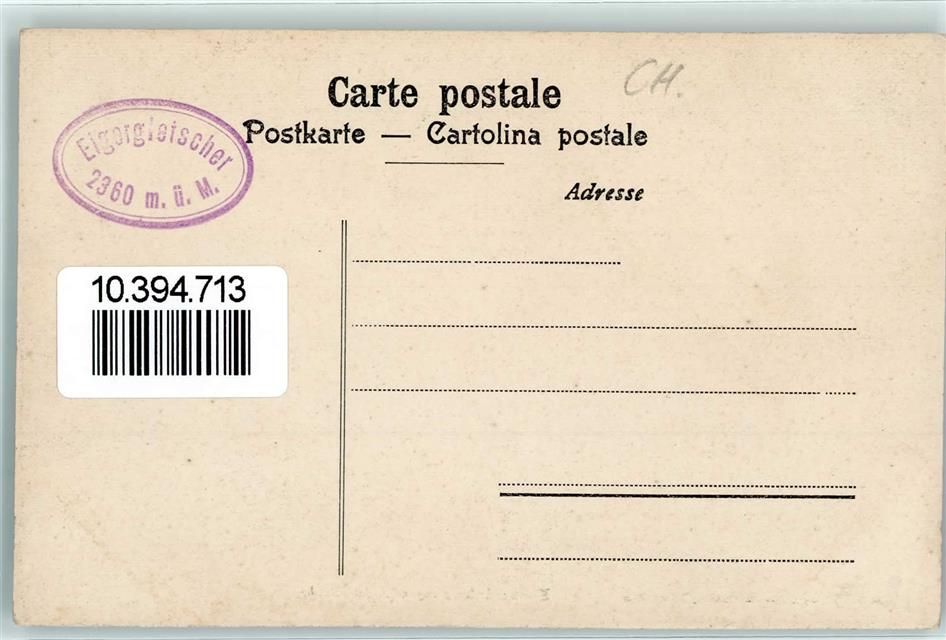 Carte postale
CH.
Postkarte — Cartolina postale
Adresse
Eigergletscher
2360 m. ü. M.
10.394.713